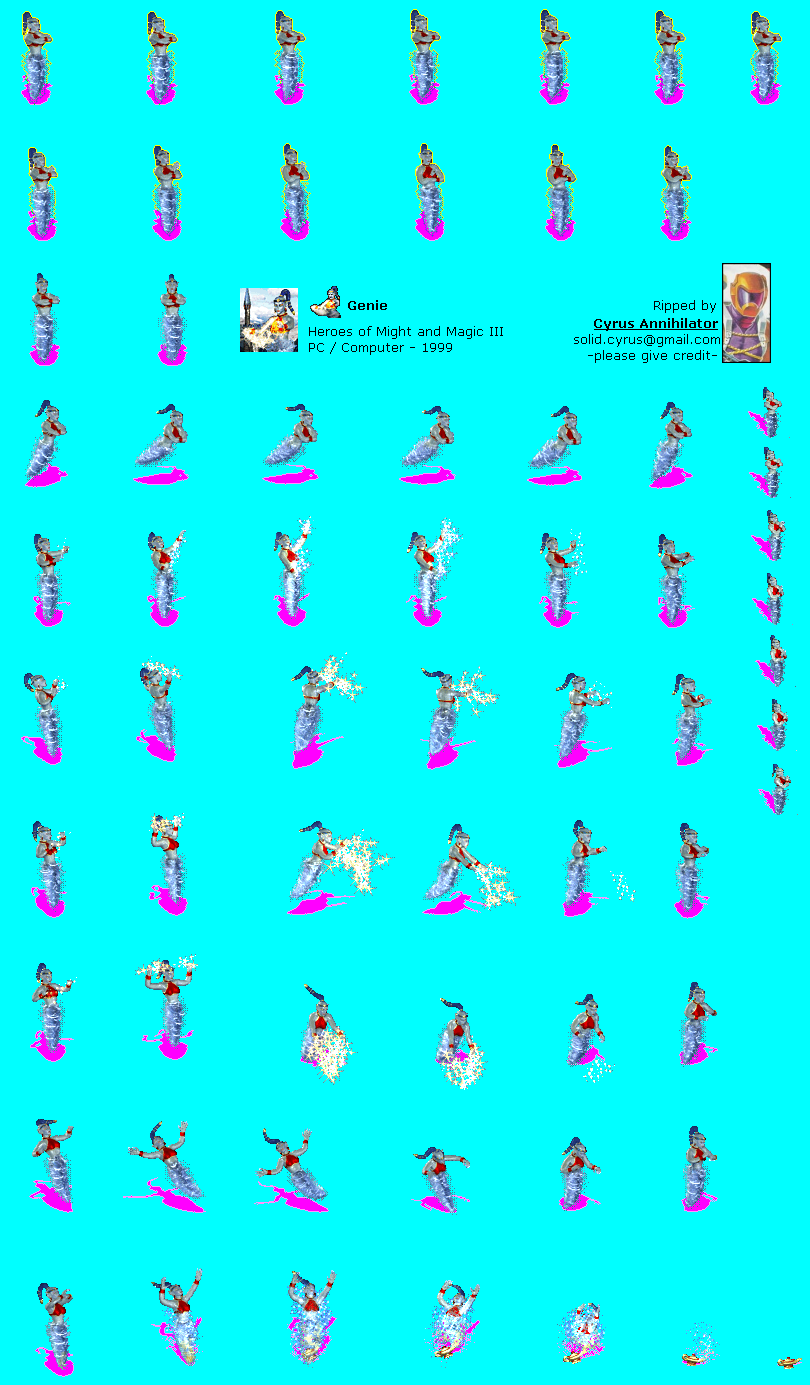 Genie
Heroes of Might and Magic III
PC / Computer - 1999
Ripped by
Cyrus Annihilator
solid.cyrus@gmail.com
-please give credit-